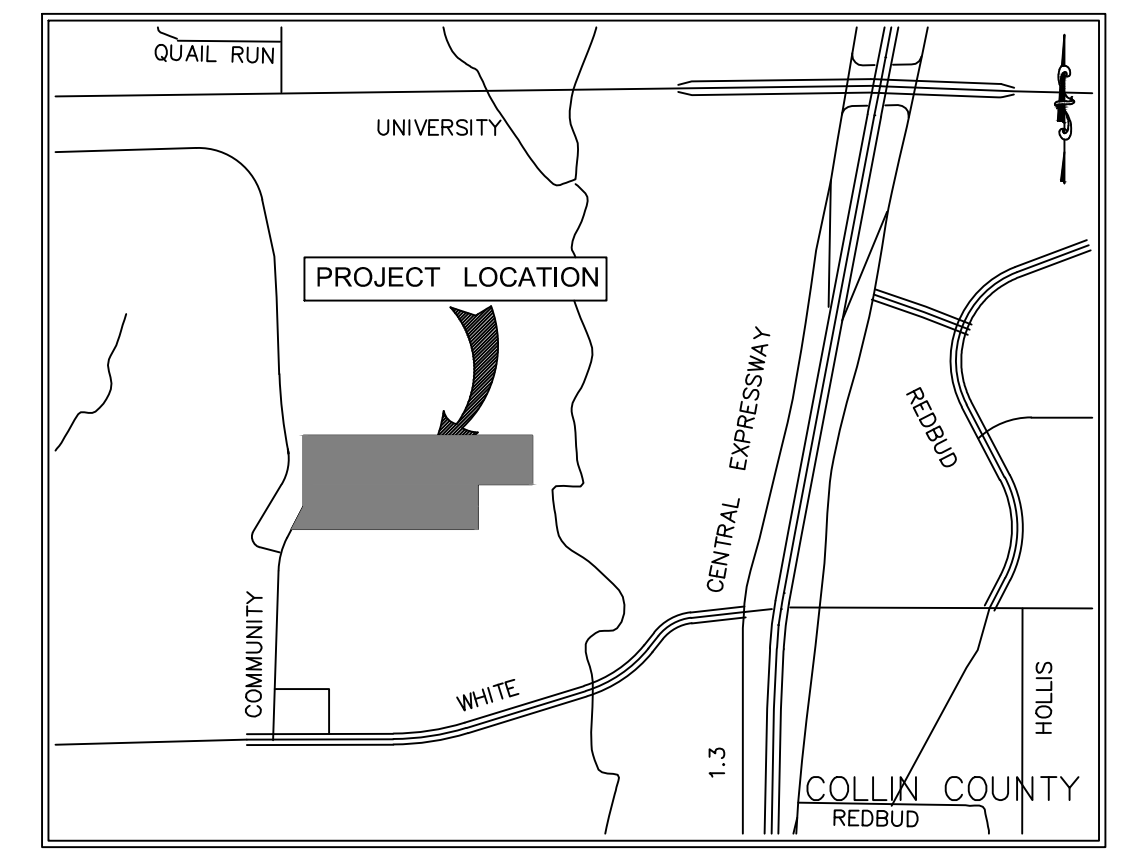 QUAIL RUN
UNIVERSITY
PROJECT LOCATION
CENTRAL EXPRESSWAY
REDBUD
COMMUNITY
WHITE
HOLLIS
1.3
COLLIN COUNTY
REDBUD